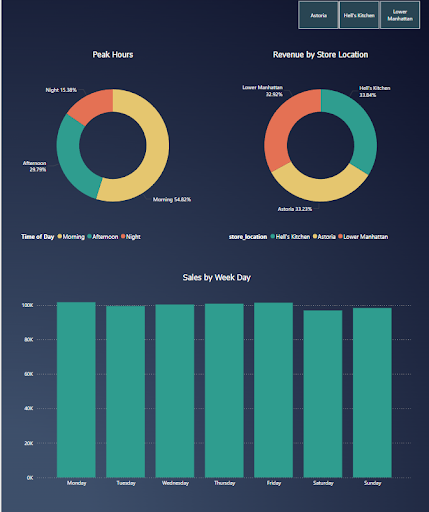 Astoria
Hell's Kitchen
Lower
Manhattan
Peak Hours
Revenue by Store Location
Night 15.38%
Afternoon
29.79%
Morning 54.82%
Lower Manhattan
32.92%
Hell's Kitchen
33.84%
Astoria 33.23%
Time of Day Morning Afternoon Night
store_location Hell's Kitchen Astoria Lower Manhattan
Sales by Week Day
100K
80K
60K
40K
20K
0K
Monday Tuesday Wednesday Thursday Friday Saturday Sunday